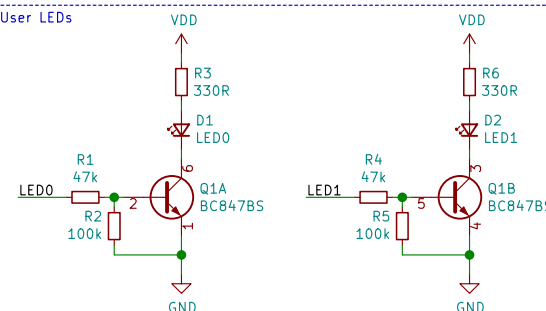 User LEDs
VDD
R3
330R
D1
LED0
R1
47k
LED0
R2
100k
2
6
1
Q1A
BC847BS
GND
VDD
R6
330R
D2
LED1
R4
47k
LED1
R5
100k
5
3
4
Q1B
BC847BS
GND